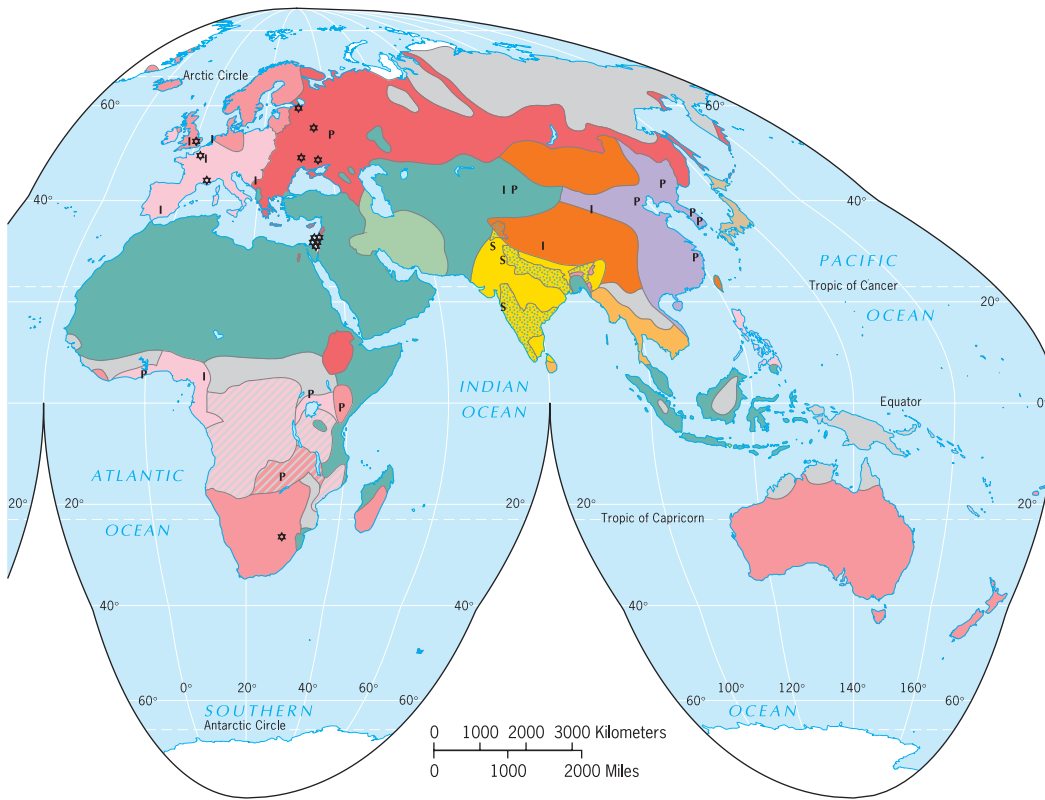 Arctic Circle
60°
60°
I
I
P
I
40°
I
I
I P
P
P
40°
P
P
I
I
S
S
P
PACIFIC
Tropic of Cancer
20°
OCEAN
S
P
I
INDIAN
OCEAN
P
P
Equator
0°
ATLANTIC
P
20°
20°
20°
20°
20°
Tropic of Capricorn
OCEAN
40°
40°
40°
40°
0°
20°
40°
60°
60°
60°
SOUTHERN
Antarctic Circle
100°
120°
140°
160°
60°
60°
OCEAN
0 1000 2000 3000 Kilometers
0 1000 2000 Miles